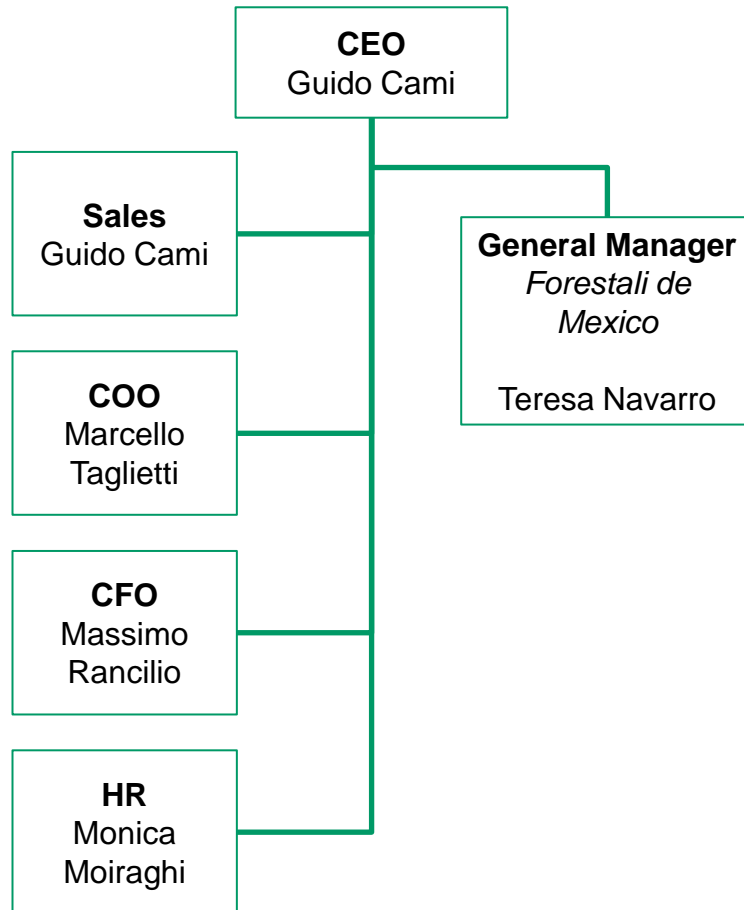 CEO
Guido Cami
Sales
Guido Cami
General Manager
Forestali de
Mexico
Teresa Navarro
COO
Marcello
Taglietti
CFO
Massimo
Rancilio
HR
Monica
Moiraghi